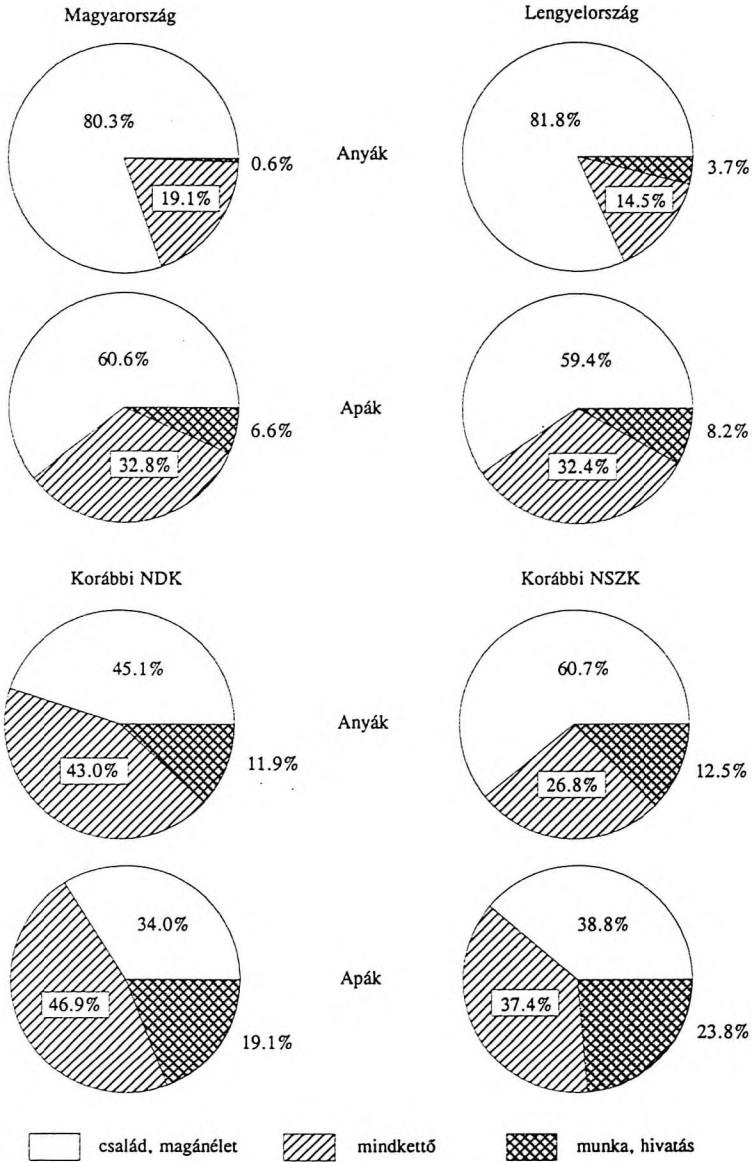 Magyarország
Lengyelország
80.3%
81.8%
Anyák
0.6%
3.7%
19.1%
14.5%
60.6%
59.4%
Apák
6.6%
8.2%
32.8%
32.4%
Korábbi NDK
Korábbi NSZK
45.1%
60.7%
Anyák
43.0%
11.9%
26.8%
12.5%
34.0%
38.8%
Apák
46.9%
37.4%
19.1%
23.8%
család, magánélet
mindkettő
munka, hivatás